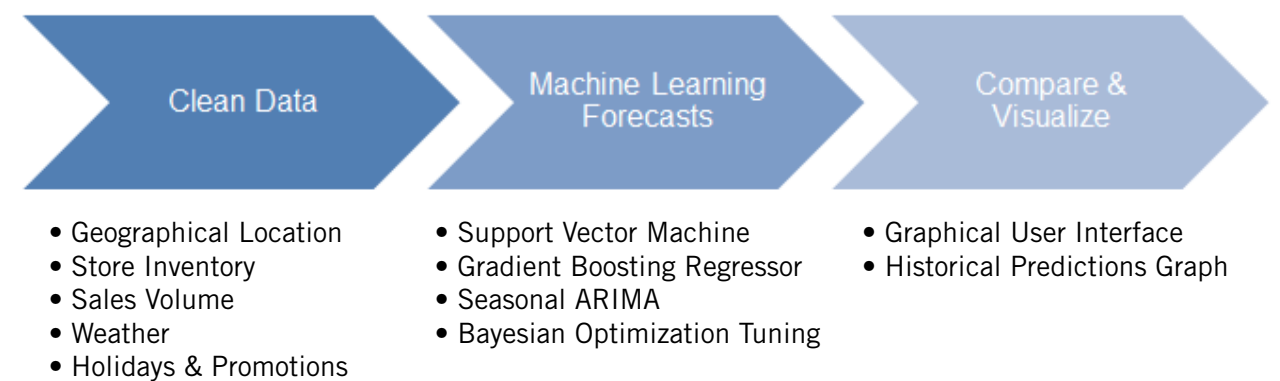 Clean Data
Machine Learning
Forecasts
Compare &
Visualize
• Geographical Location
• Store Inventory
• Sales Volume
• Weather
• Holidays & Promotions
• Support Vector Machine
• Gradient Boosting Regressor
• Seasonal ARIMA
• Bayesian Optimization Tuning
• Graphical User Interface
• Historical Predictions Graph